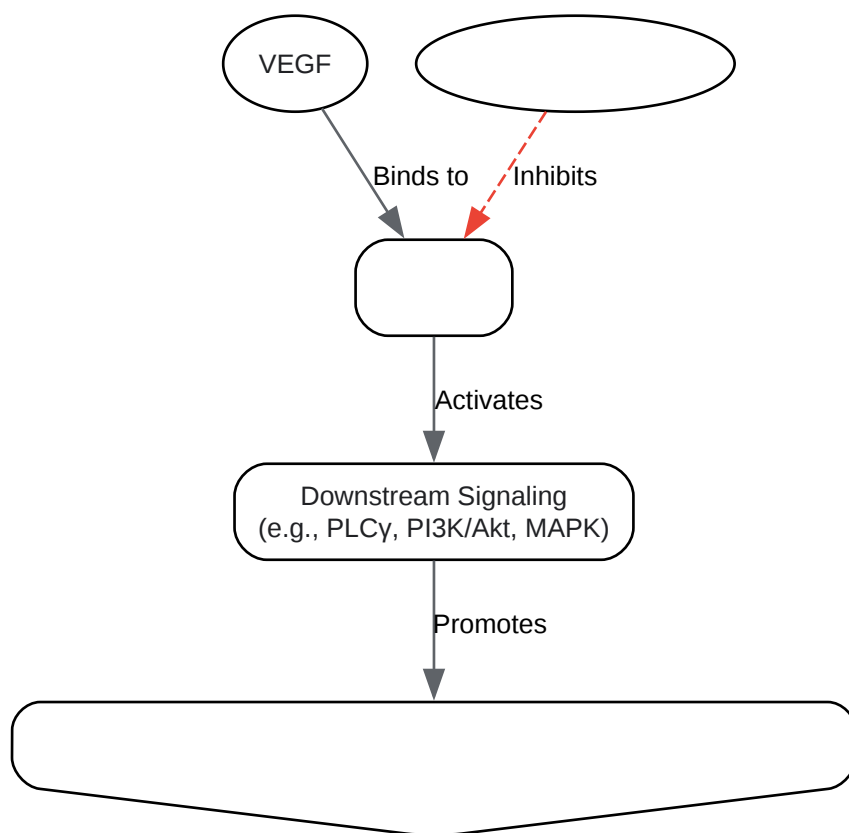 VEGF
Binds to
Inhibits
Activates
Downstream Signaling
(e.g., PLCγ, PI3K/Akt, MAPK)
Promotes